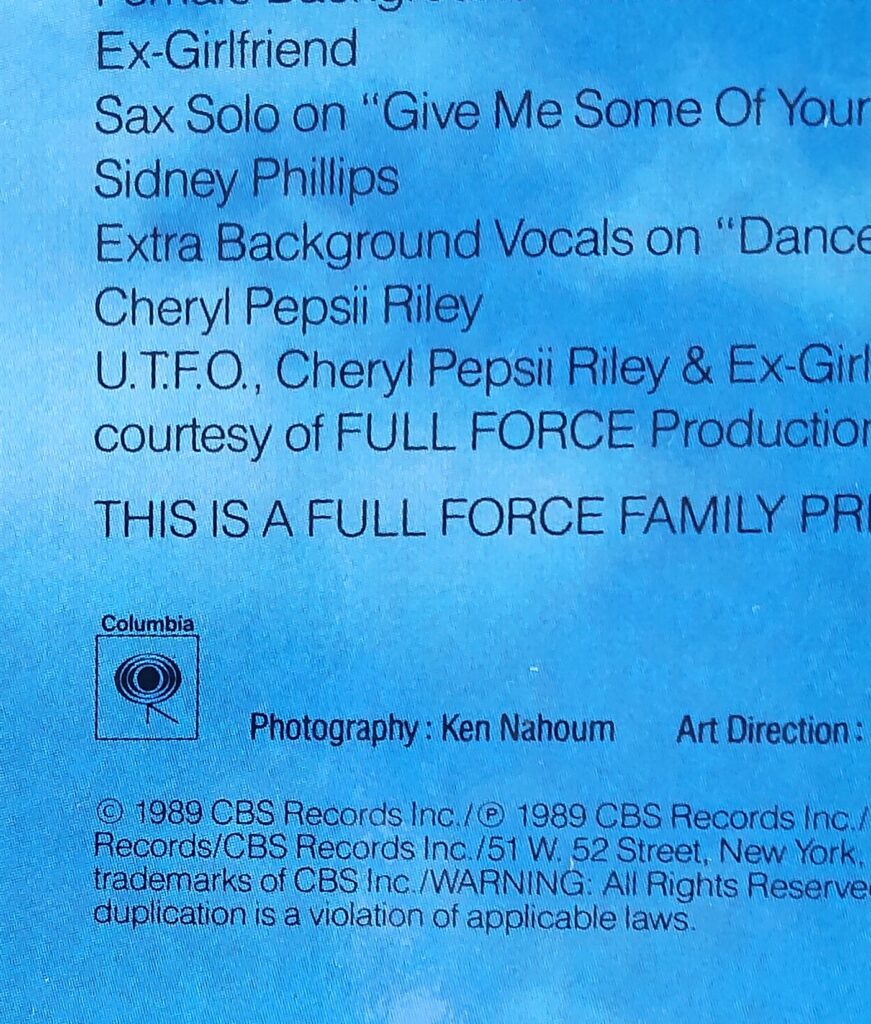 Ex-Girlfriend
Sax Solo on “Give Me Some Of Your
Sidney Phillips
Extra Background Vocals on “Dance
Cheryl Pepsii Riley
U.T.F.O., Cheryl Pepsii Riley & Ex-Girl
courtesy of FULL FORCE Production
THIS IS A FULL FORCE FAMILY PR
Columbia
Photography: Ken Nahoum Art Direction:
© 1989 CBS Records Inc./℗ 1989 CBS Records Inc./
Records/CBS Records Inc./51 W. 52 Street, New York,
trademarks of CBS Inc./WARNING: All Rights Reserve
duplication is a violation of applicable laws.